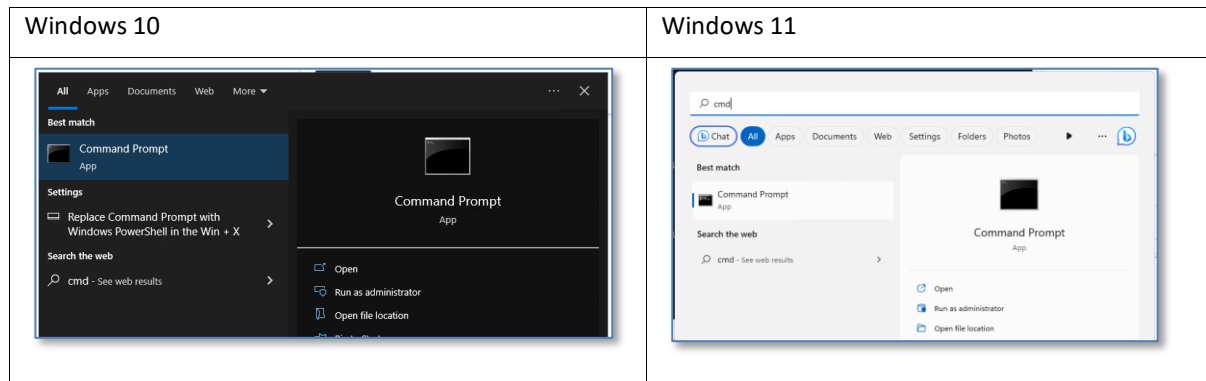 Windows 10
Windows 11
All Apps Documents Web More
Best match
Command Prompt
App
Settings
Replace Command Prompt with
Windows PowerShell in the Win + X
Search the web
cmd - See web results
Command Prompt
App
Open
Run as administrator
Open file location
cmd
Chat All Apps Documents Web Settings Folders Photos
Best match
Command Prompt
App
Search the web
cmd - See web results
Command Prompt
App
Open
Run as administrator
Open file location